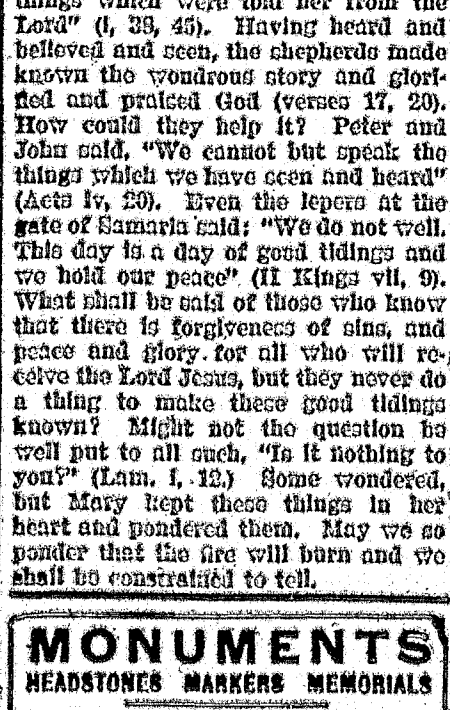 things which were told her from the
Lord" (i, 39, 45). Having heard and
believed and seen, the shepherds made
known the wondrous story and glori-
fied and praised God (verses 17, 20).
How could they help it? Peter and
John said, "We cannot but speak the
things which we have seen and heard"
(Acts iv, 20). Even the lepers at the
gate of Samaria said: "We do not well.
This day is a day of good tidings and
we hold our peace" (II Kings vii, 9).
What shall be said of those who know
that there is forgiveness of sins, and
peace and glory for all who will re-
ceive the Lord Jesus, but they never do
a thing to make these good tidings
known? Might not the question be
well put to all such, "Is it nothing to
you?" (Lam. i, 12.) Some wondered,
but Mary kept these things in her
heart and pondered them. May we so
ponder that the fire will burn and we
shall be constrained to tell.
MONUMENTS
HEADSTONES MARKERS MEMORIALS